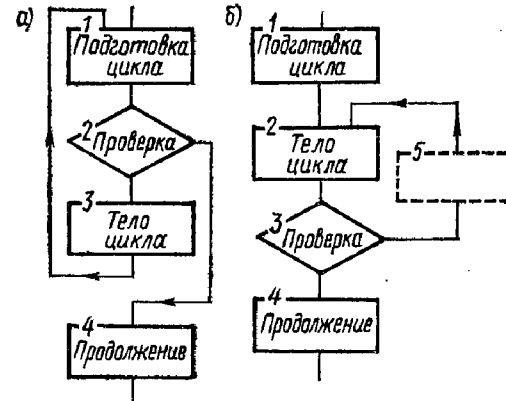 а)
1
Подготовка
цикла
2
Проверка
3
Тело
цикла
4
Продолжение
б)
1
Подготовка
цикла
2
Тело
цикла
5
3
Проверка
4
Продолжение